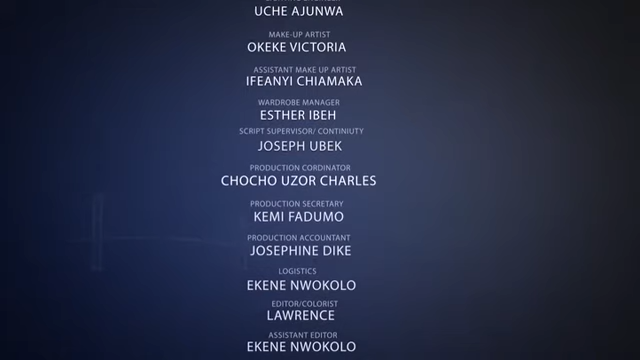 UCHE AJUNWA
MAKE-UP ARTIST
OKEKE VICTORIA
ASSISTANT MAKE UP ARTIST
IFEANYI CHIAMAKA
WARDROBE MANAGER
ESTHER IBEH
SCRIPT SUPERVISOR/ CONTINIUTY
JOSEPH UBEK
PRODUCTION CORDINATOR
CHOCHO UZOR CHARLES
PRODUCTION SECRETARY
KEMI FADUMO
PRODUCTION ACCOUNTANT
JOSEPHINE DIKE
LOGISTICS
EKENE NWOKOLO
EDITOR/COLORIST
LAWRENCE
ASSISTANT EDITOR
EKENE NWOKOLO